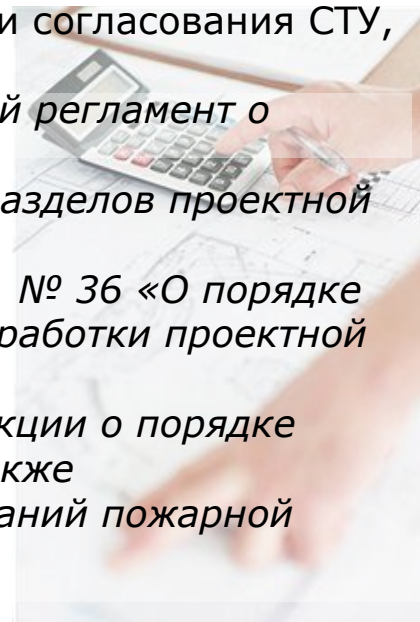 и согласования СТУ,
й регламент о
азделов проектной
№ 36 «О порядке
работки проектной
кции о порядке
кже
аний пожарной